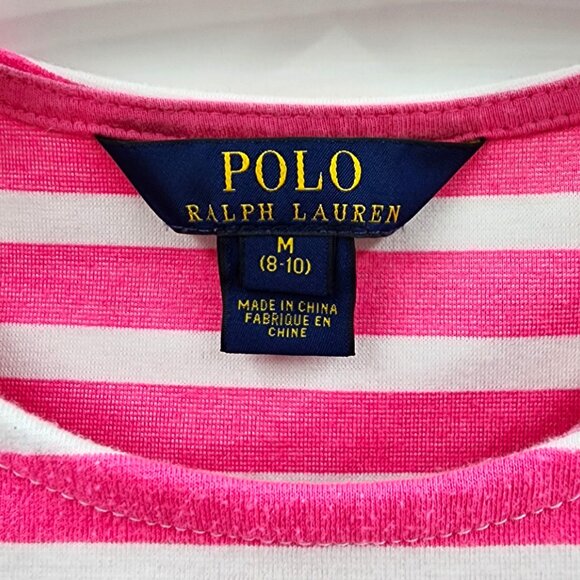 POLO
RALPH LAUREN
M
(8-10)
MADE IN CHINA
FABRIQUE EN
CHINE